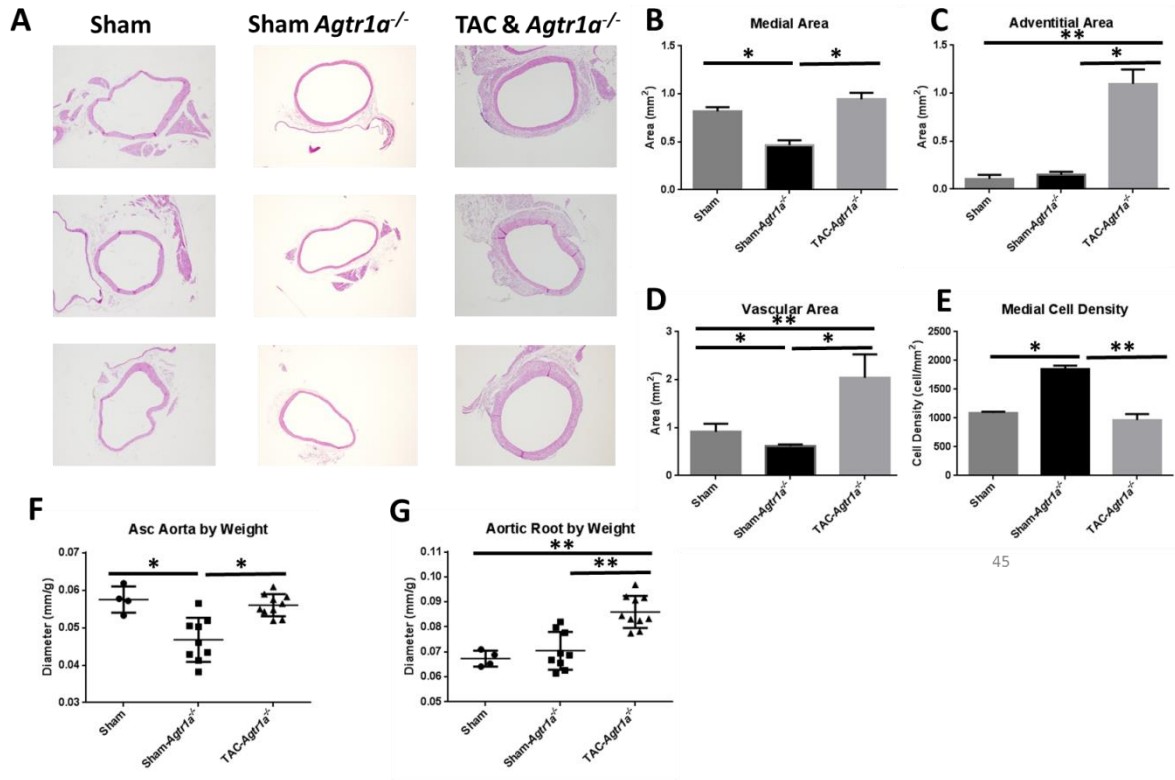 A
Sham
Sham Agtr1a-/-
TAC & Agtr1a-/-
B
Medial Area
*
*
Area (mm2)
1.5
1.0
0.5
0.0
Sham
Sham-Agtr1a-/-
TAC-Agtr1a-/-
C
Adventitial Area
**
*
Area (mm2)
1.5
1.0
0.5
0.0
Sham
Sham-Agtr1a-/-
TAC-Agtr1a-/-
D
Vascular Area
**
*
*
Area (mm2)
3
2
1
0
Sham
Sham-Agtr1a-/-
TAC-Agtr1a-/-
E
Medial Cell Density
*
**
Cell Density (cell/mm2)
2500
2000
1500
1000
500
0
Sham
Sham-Agtr1a-/-
TAC-Agtr1a-/-
F
Asc Aorta by Weight
*
*
Diameter (mm/g)
0.07
0.06
0.05
0.04
0.03
Sham
Sham-Agtr1a-/-
TAC-Agtr1a-/-
G
Aortic Root by Weight
**
**
Diameter (mm/g)
0.11
0.10
0.09
0.08
0.07
0.06
0.05
Sham
Sham-Agtr1a-/-
TAC-Agtr1a-/-
45